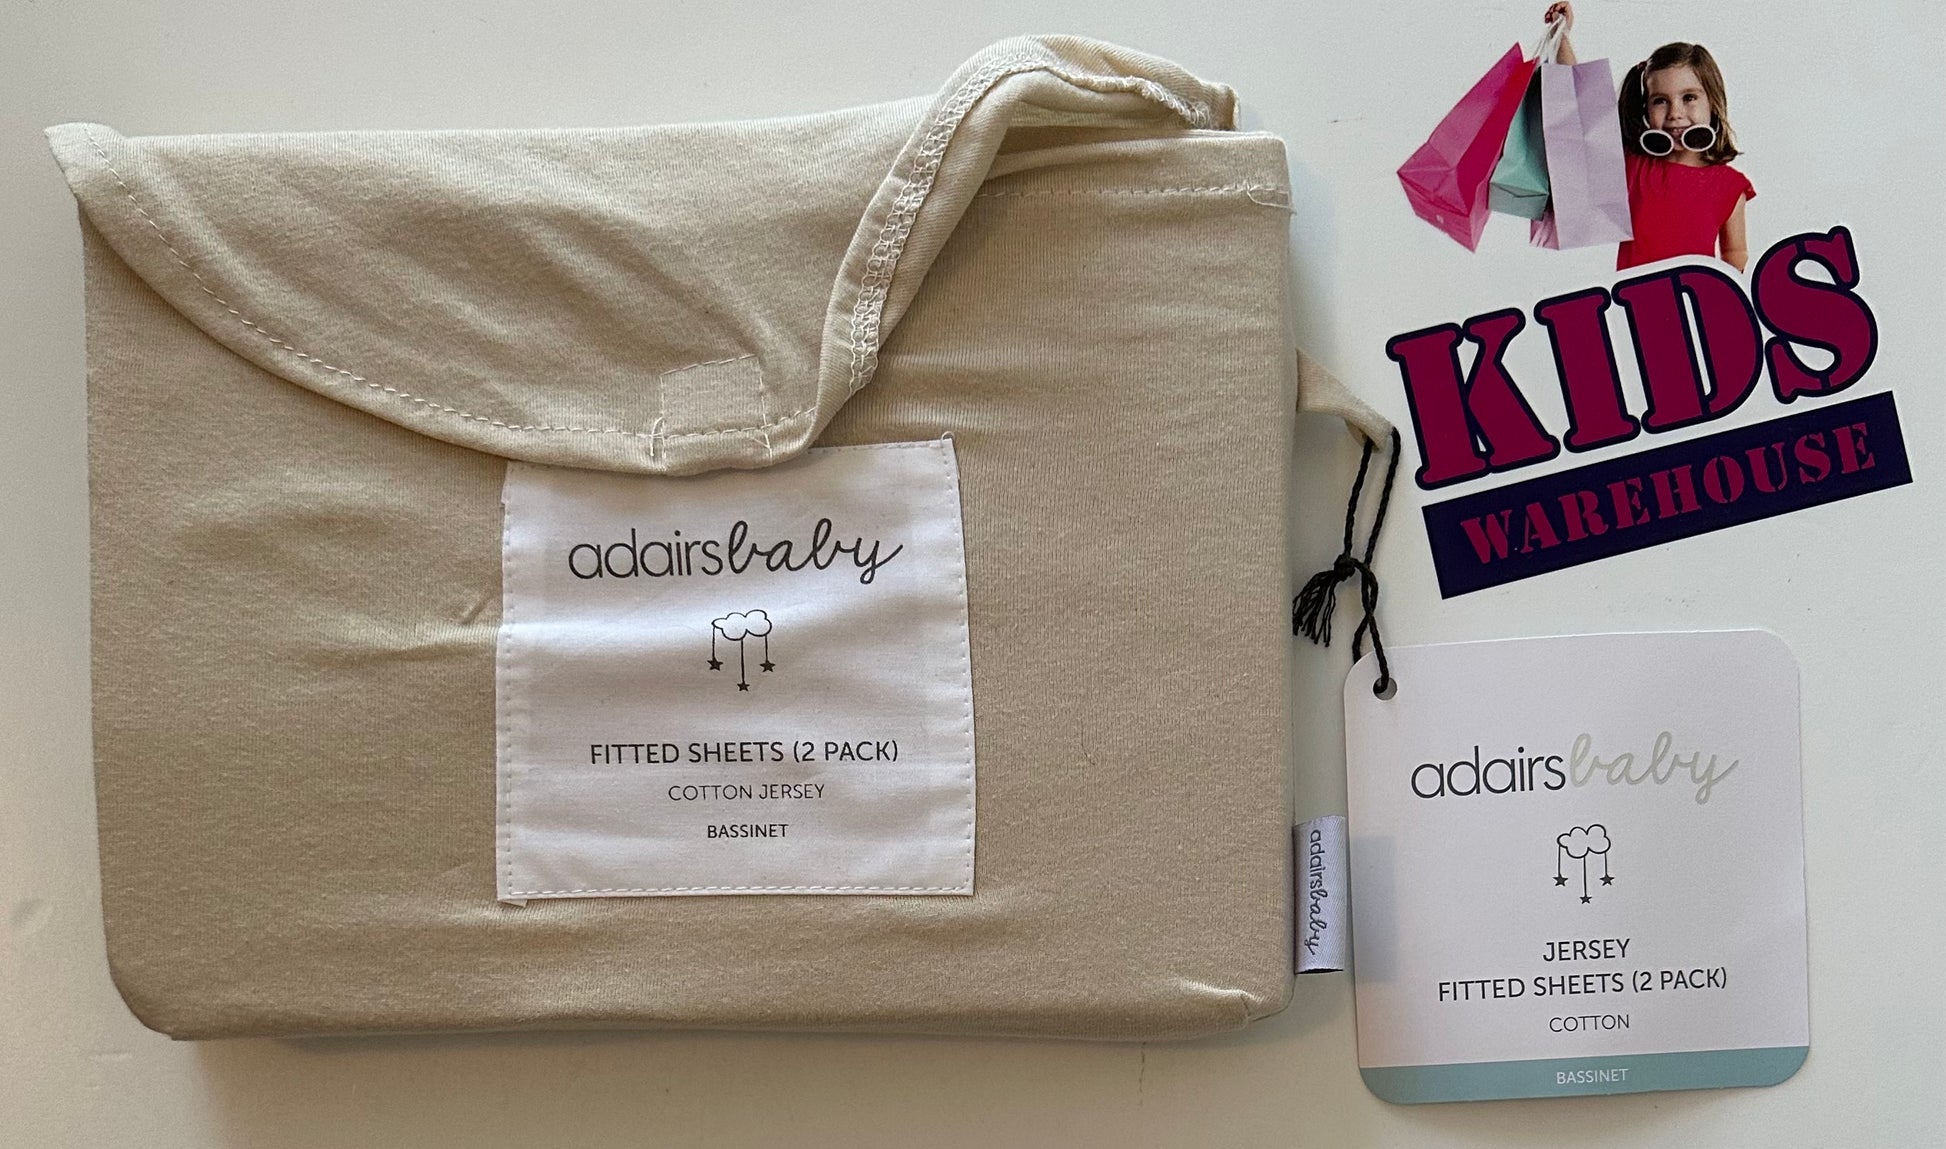 adairsbaby
FITTED SHEETS (2 PACK)
COTTON JERSEY
BASSINET
adairsbaby
KIDS
WAREHOUSE
adairsbaby
JERSEY
FITTED SHEETS (2 PACK)
COTTON
BASSINET